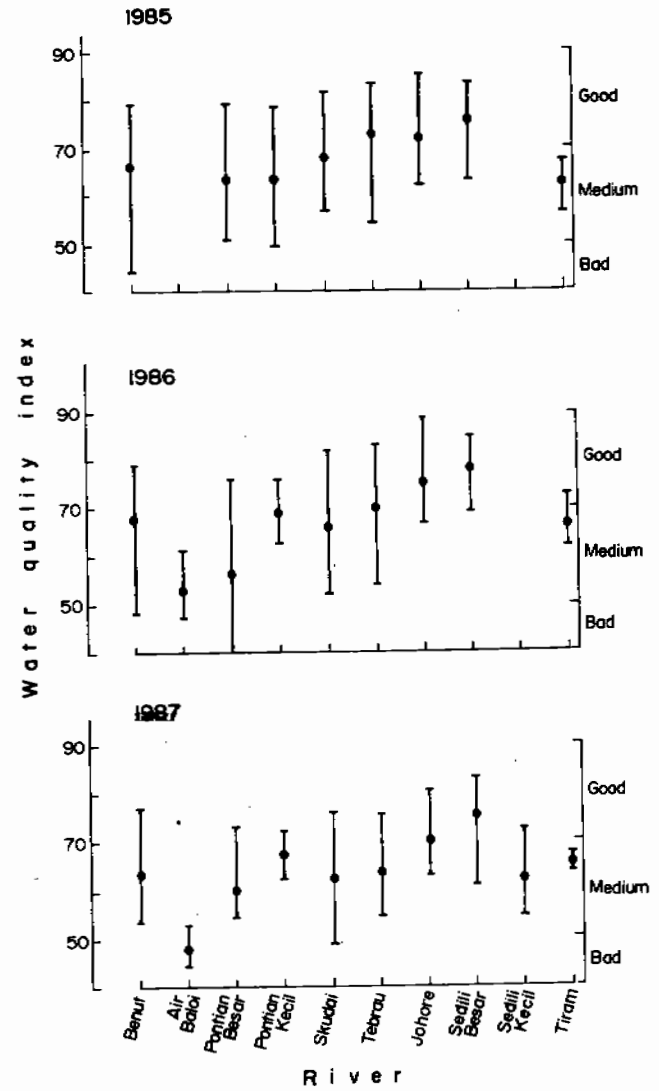 1985
90
70
50
Good
Medium
Bad
1986
90
70
50
Good
Medium
Bad
1987
90
70
50
Good
Medium
Bad
Water quality index
Benut
Air
Baloi
Pontian
Besar
Pontian
Kecil
Skudai
Tebrau
Johore
Sedili
Besar
Sedili
Kecil
Tiram
River